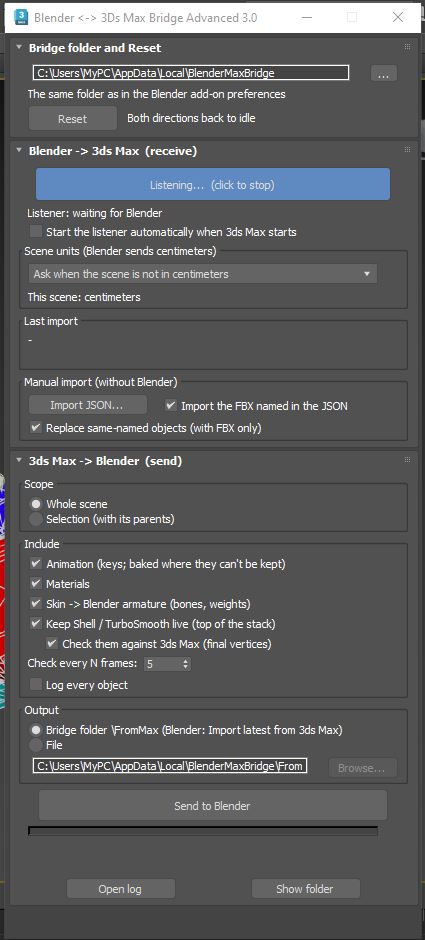 3
Blender <-> 3Ds Max Bridge Advanced 3.0
Bridge folder and Reset
C:\Users\MyPC\AppData\Local\BlenderMaxBridge
...
The same folder as in the Blender add-on preferences
Reset
Both directions back to idle
Blender -> 3ds Max (receive)
Listening... (click to stop)
Listener: waiting for Blender
Start the listener automatically when 3ds Max starts
Scene units (Blender sends centimeters)
Ask when the scene is not in centimeters
This scene: centimeters
Last import
-
Manual import (without Blender)
Import JSON...
Import the FBX named in the JSON
Replace same-named objects (with FBX only)
3ds Max -> Blender (send)
Scope
Whole scene
Selection (with its parents)
Include
Animation (keys; baked where they can't be kept)
Materials
Skin -> Blender armature (bones, weights)
Keep Shell / TurboSmooth live (top of the stack)
Check them against 3ds Max (final vertices)
Check every N frames: 5
Log every object
Output
Bridge folder \FromMax (Blender: Import latest from 3ds Max)
File
C:\Users\MyPC\AppData\Local\BlenderMaxBridge\From
Browse...
Send to Blender
Open log
Show folder